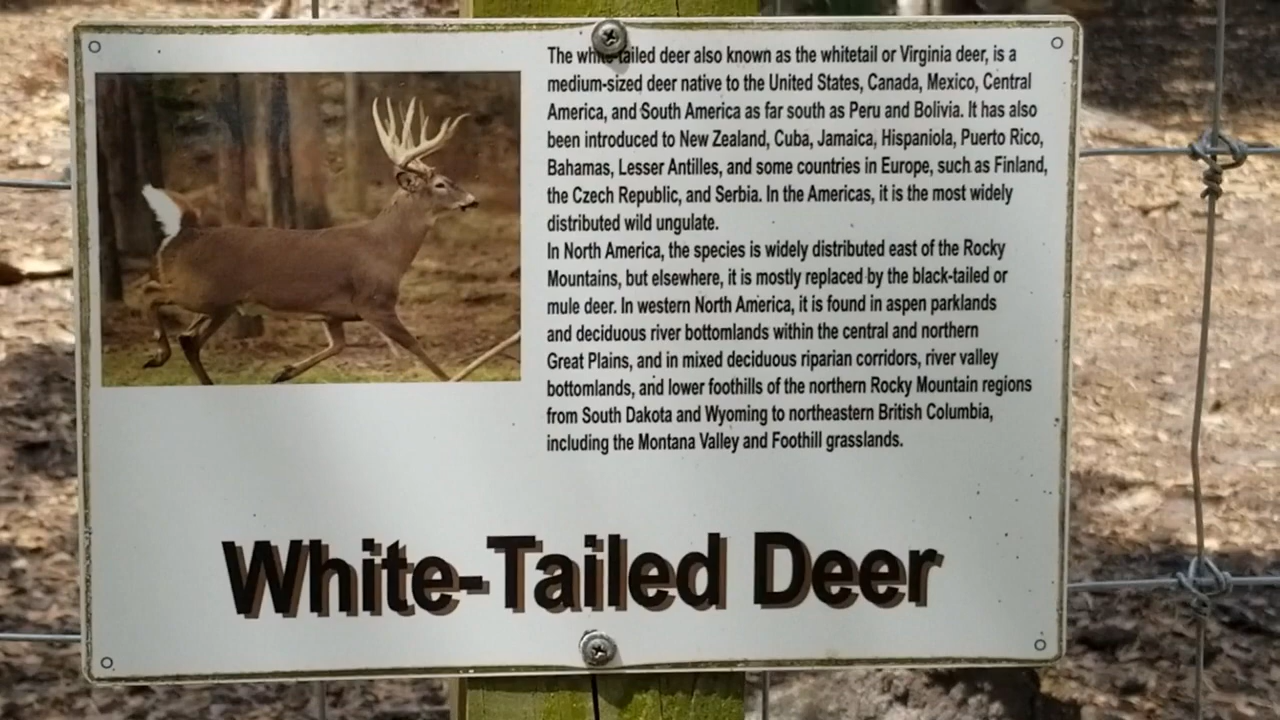 The white-tailed deer also known as the whitetail or Virginia deer, is a
medium-sized deer native to the United States, Canada, Mexico, Central
America, and South America as far south as Peru and Bolivia. It has also
been introduced to New Zealand, Cuba, Jamaica, Hispaniola, Puerto Rico,
Bahamas, Lesser Antilles, and some countries in Europe, such as Finland,
the Czech Republic, and Serbia. In the Americas, it is the most widely
distributed wild ungulate.
In North America, the species is widely distributed east of the Rocky
Mountains, but elsewhere, it is mostly replaced by the black-tailed or
mule deer. In western North America, it is found in aspen parklands
and deciduous river bottomlands within the central and northern
Great Plains, and in mixed deciduous riparian corridors, river valley
bottomlands, and lower foothills of the northern Rocky Mountain regions
from South Dakota and Wyoming to northeastern British Columbia,
including the Montana Valley and Foothill grasslands.
White-Tailed Deer